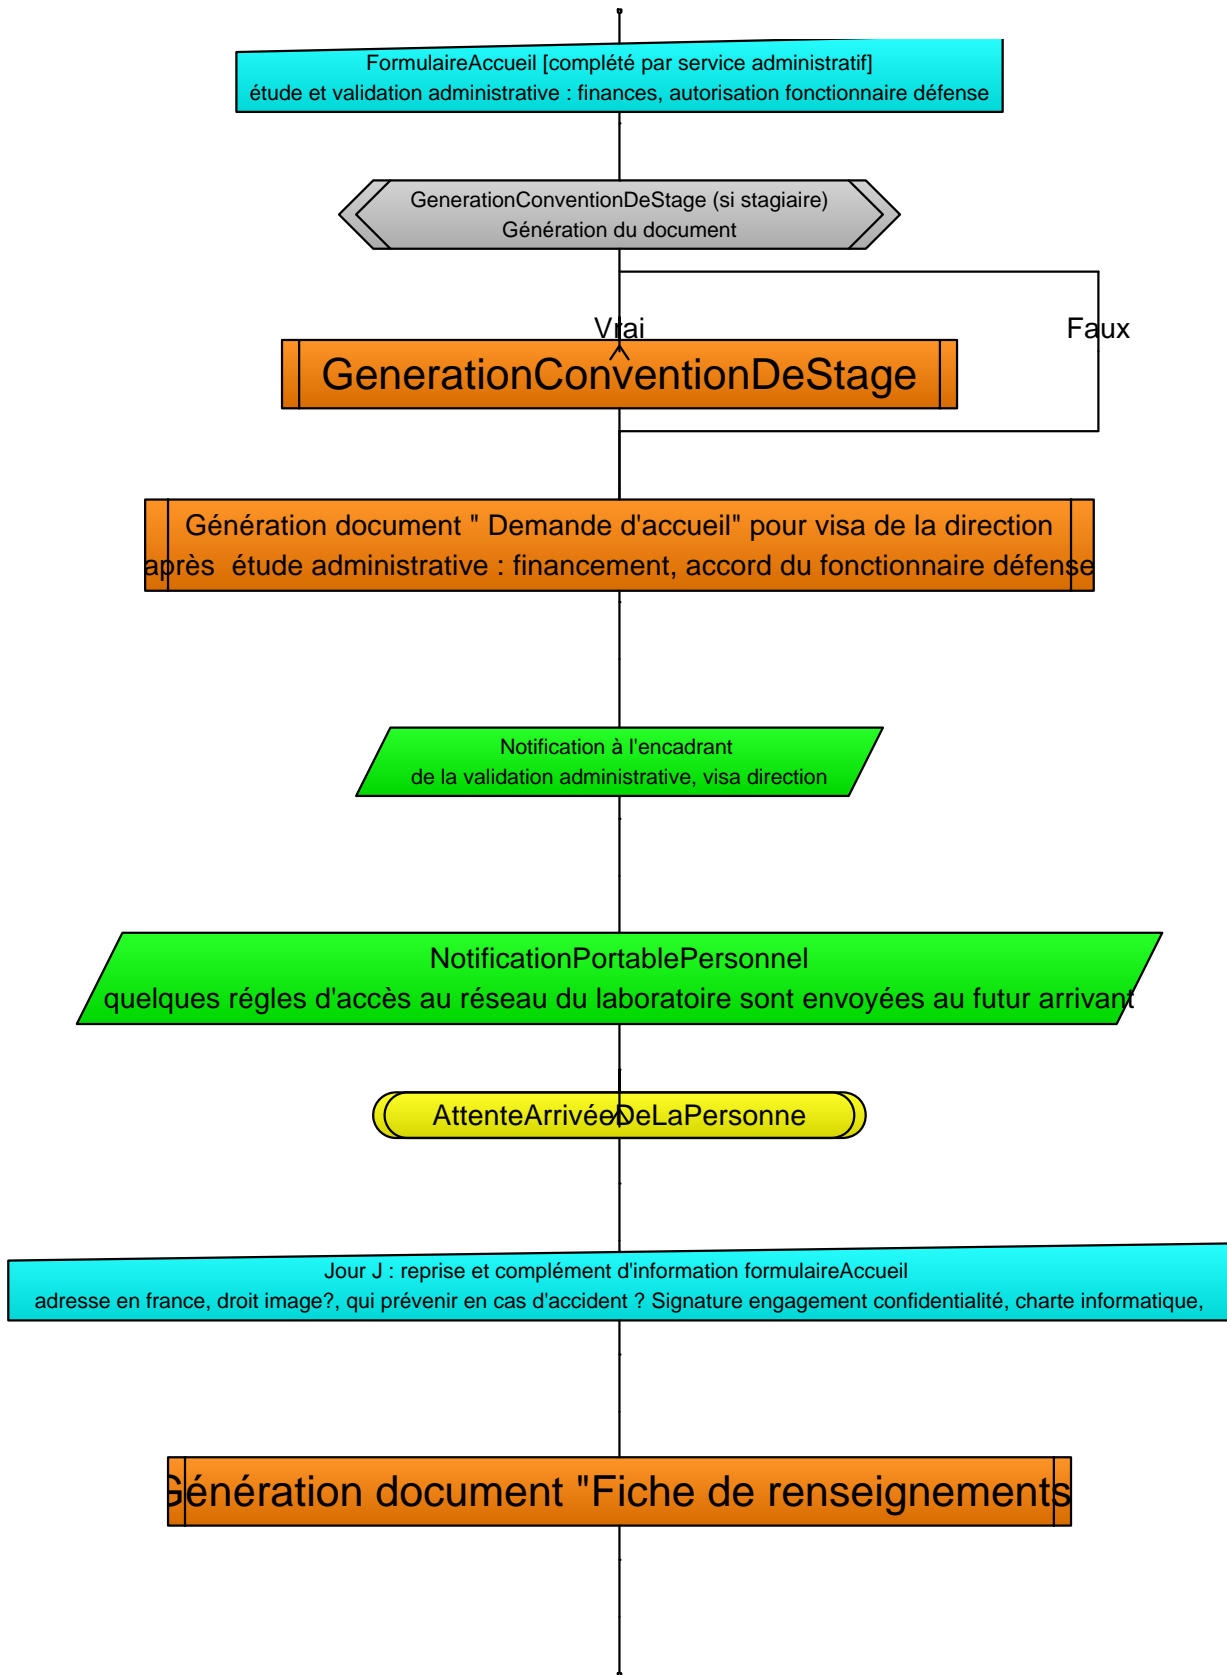 FormulaireAccueil [complété par service administratif]
étude et validation administrative : finances, autorisation fonctionnaire défense
GenerationConventionDeStage (si stagiaire)
Génération du document
Vrai
Faux
GenerationConventionDeStage
Génération document " Demande d'accueil" pour visa de la direction
après  étude administrative : financement, accord du fonctionnaire défense
Notification à l'encadrant
de la validation administrative, visa direction
NotificationPortablePersonnel
quelques régles d'accès au réseau du laboratoire sont envoyées au futur arrivant
AttenteArrivéeDeLaPersonne
Jour J : reprise et complément d'information formulaireAccueil
adresse en france, droit image?, qui prévenir en cas d'accident ? Signature engagement confidentialité, charte informatique,
Génération document "Fiche de renseignements